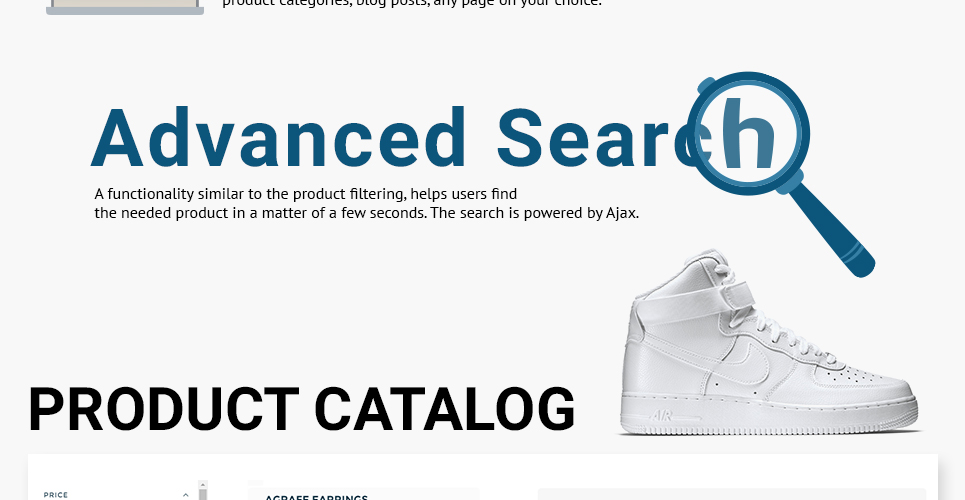 product categories, blog posts, any page on your choice.
Advanced Search
A functionality similar to the product filtering, helps users find
the needed product in a matter of a few seconds. The search is powered by Ajax.
AIR
PRODUCT CATALOG
PRICE
AGRAFE EARRINGS